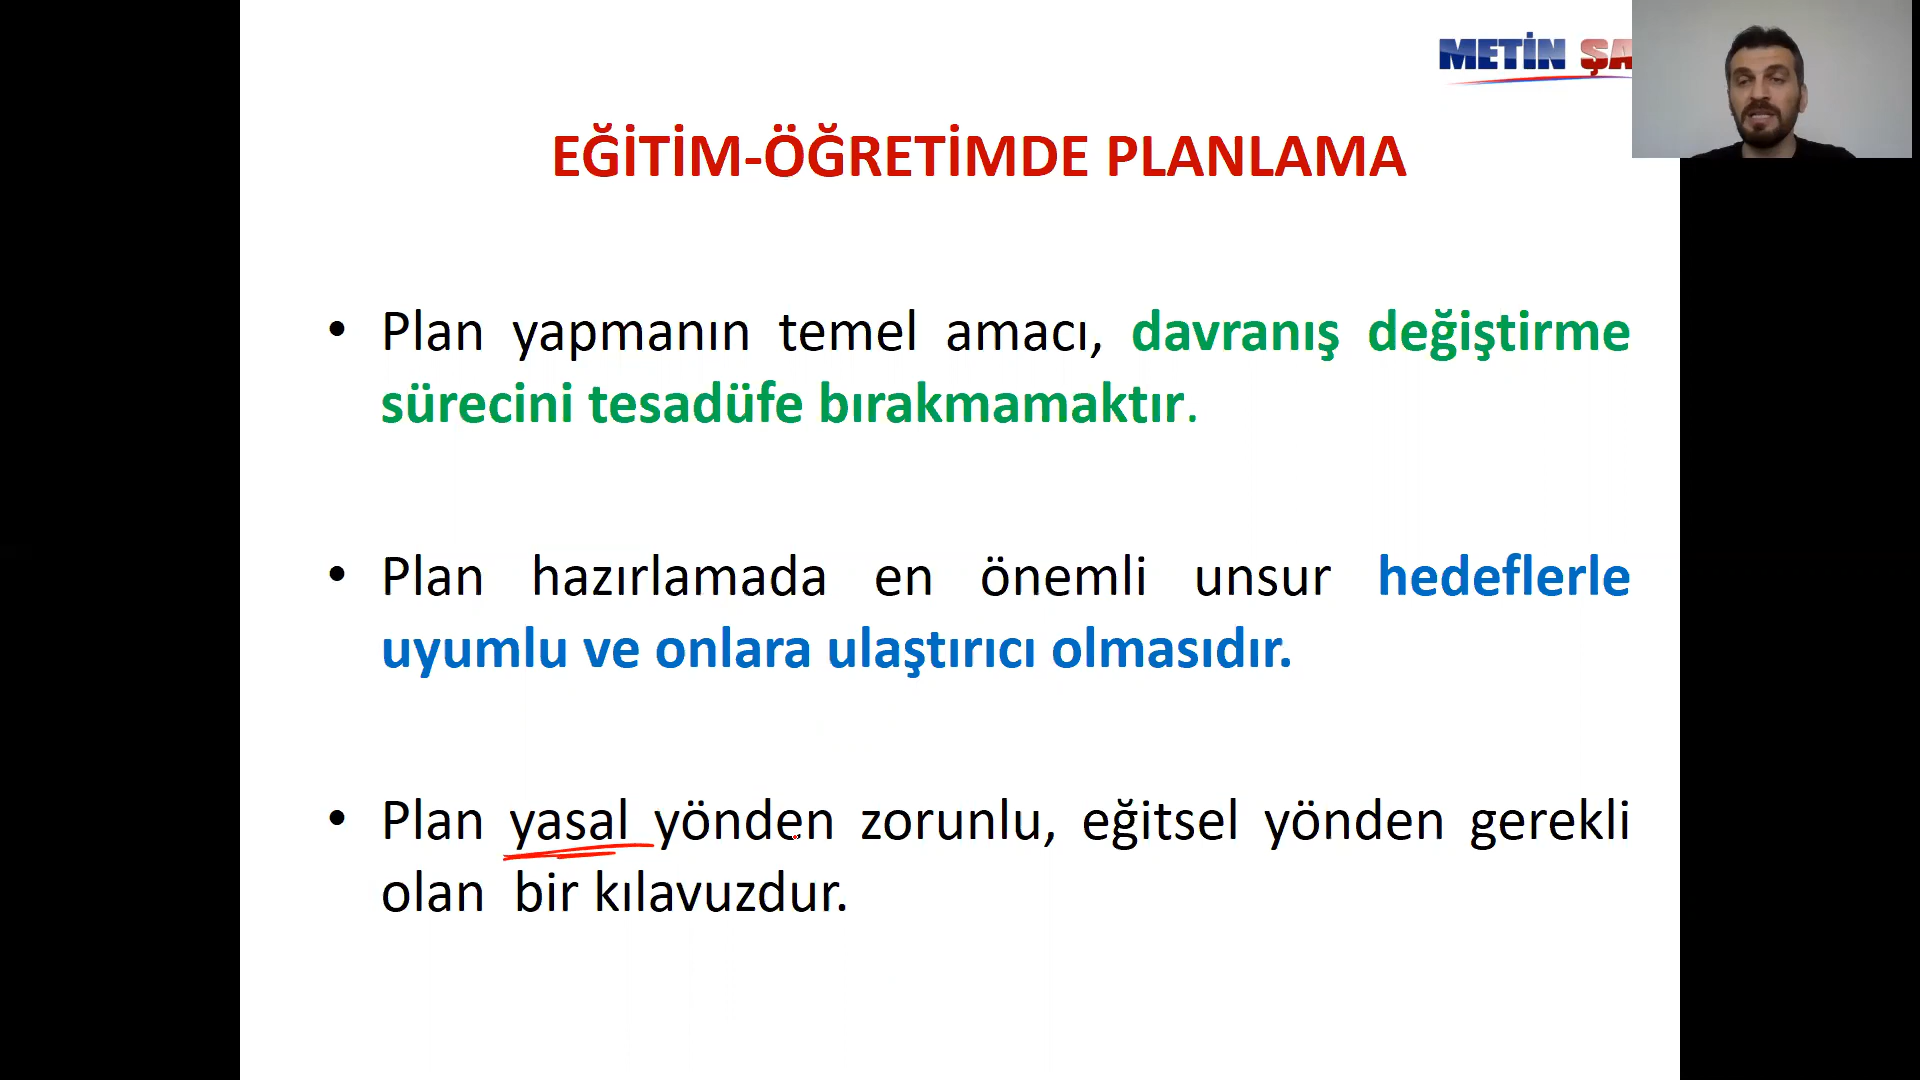 METİN ŞA
EĞİTİM-ÖĞRETİMDE PLANLAMA
• Plan yapmanın temel amacı, davranış değiştirme
sürecini tesadüfe bırakmamaktır.
• Plan hazırlamada en önemli unsur hedeflerle
uyumlu ve onlara ulaştırıcı olmasıdır.
• Plan yasal yönden zorunlu, eğitsel yönden gerekli
olan bir kılavuzdur.